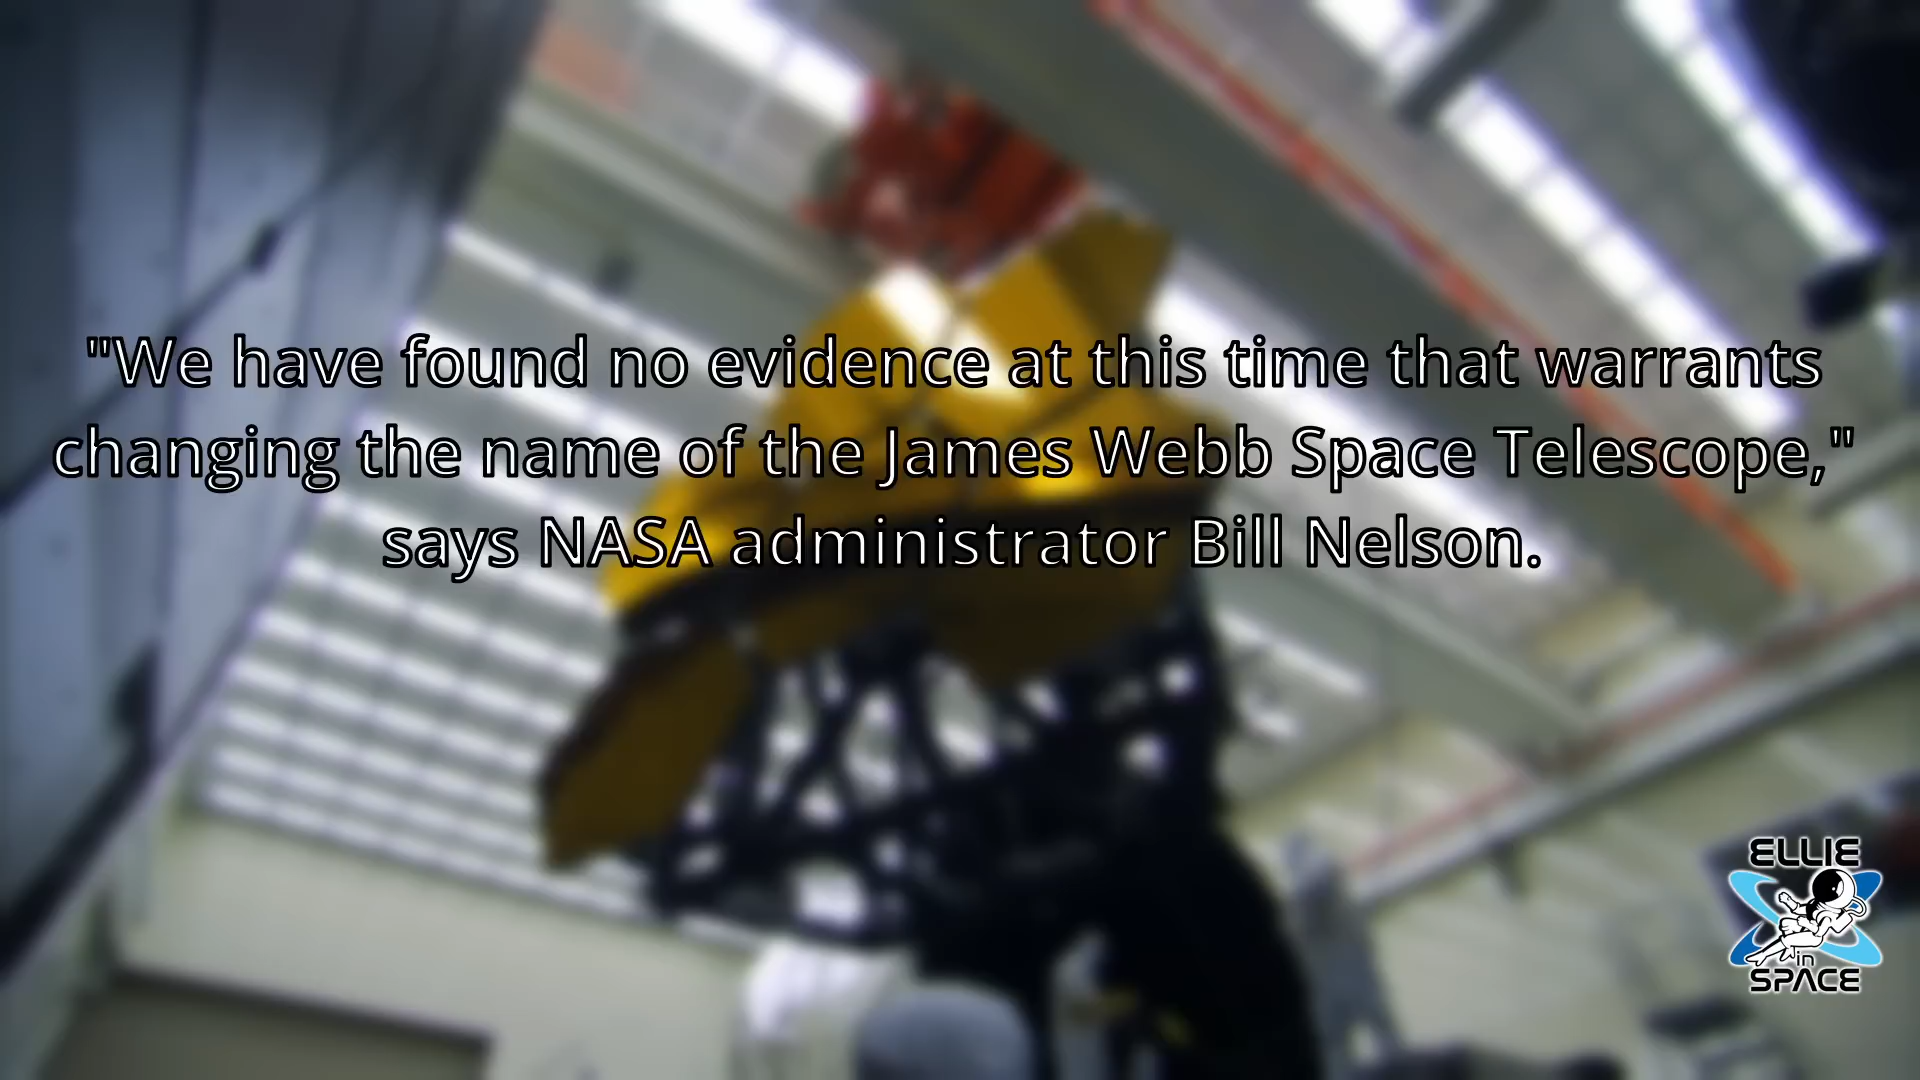 "We have found no evidence at this time that warrants
changing the name of the James Webb Space Telescope,"
says NASA administrator Bill Nelson.
ELLIE
in
SPACE